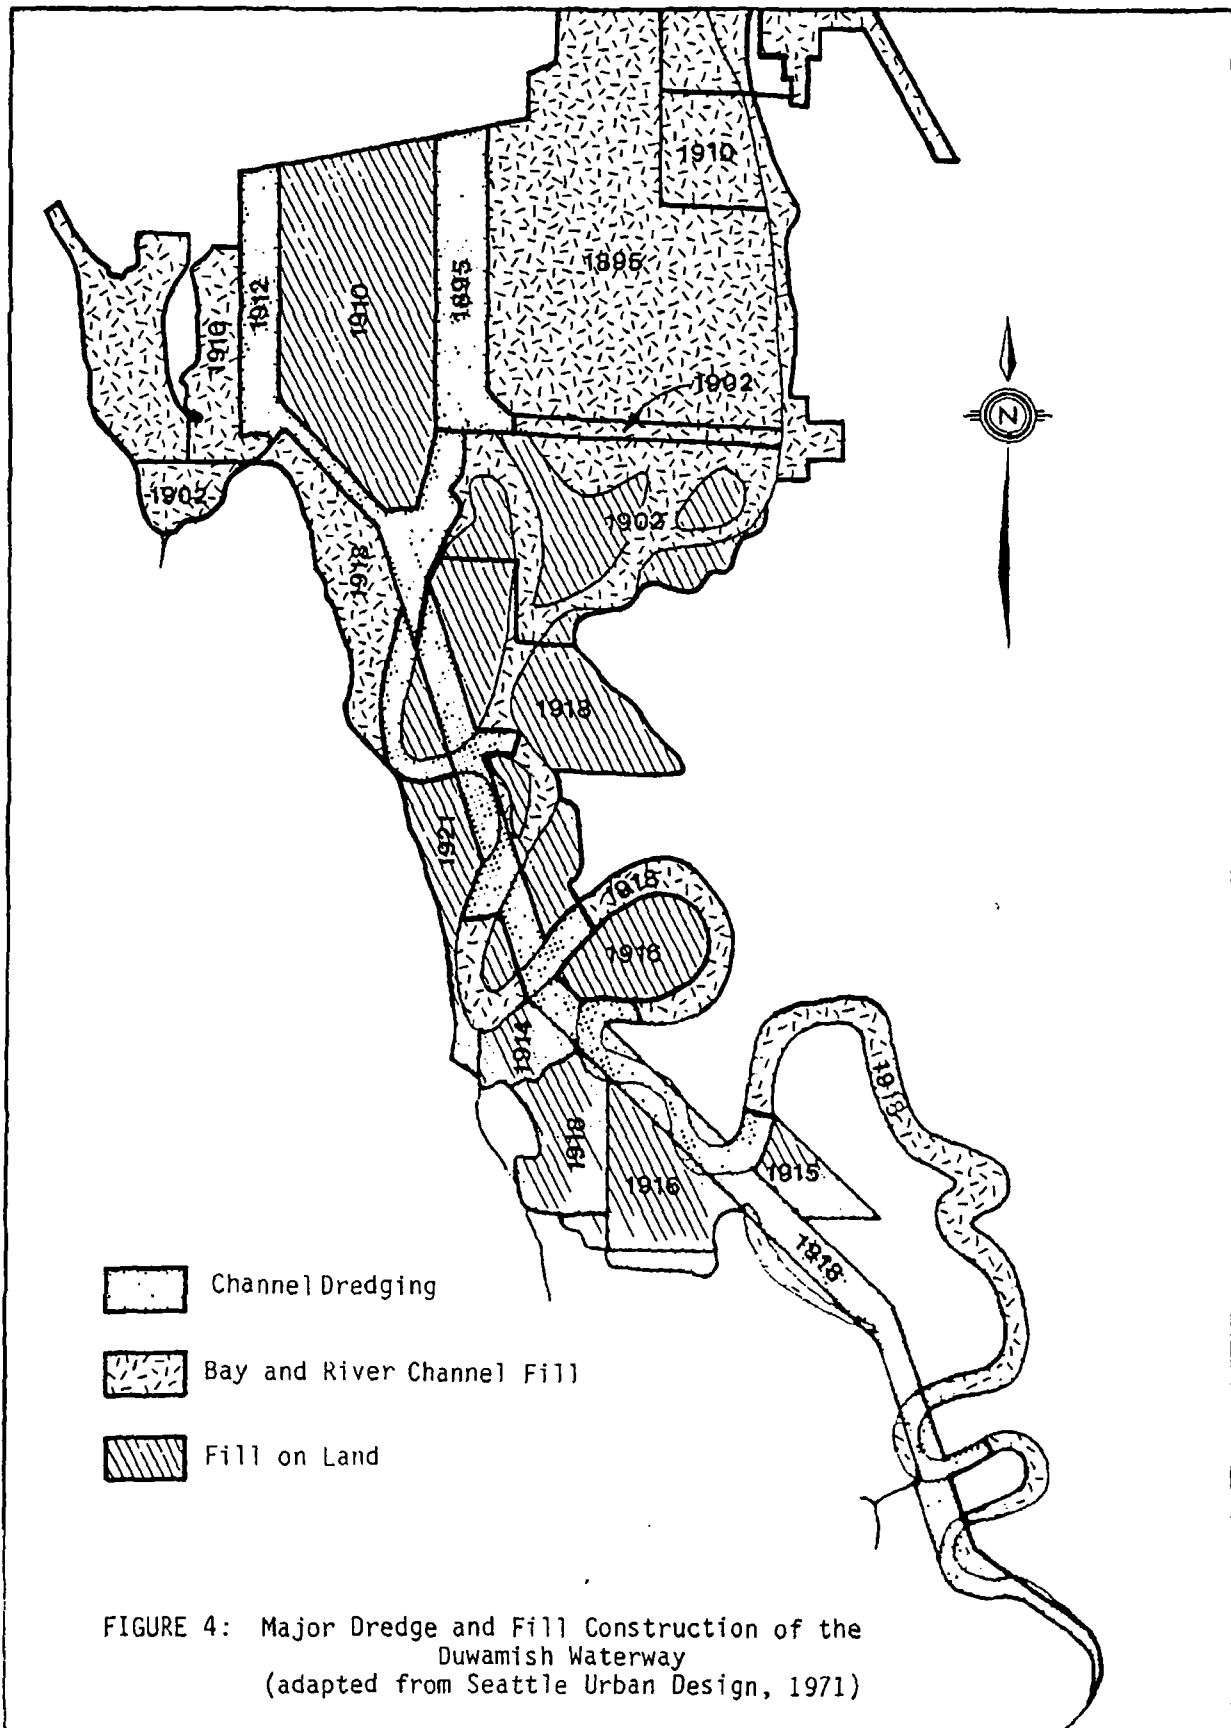 1910
1895
1912
1910
1895
1910
1902
1902
1902
1918
1918
1921
1918
1918
1914
1918
1918
1916
1915
1918
N
Channel Dredging
Bay and River Channel Fill
Fill on Land
FIGURE 4: Major Dredge and Fill Construction of the
Duwamish Waterway
(adapted from Seattle Urban Design, 1971)